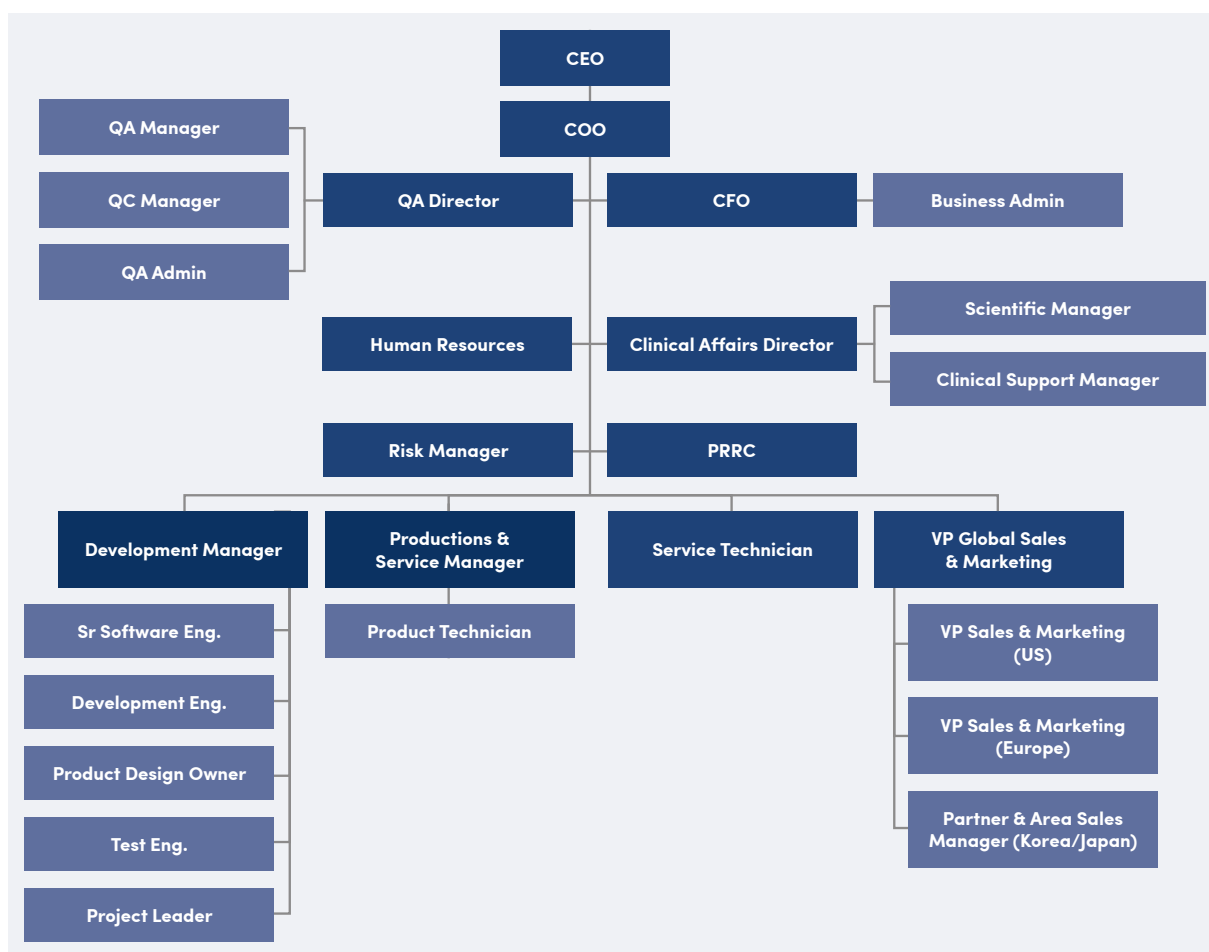 CEO
COO
QA Manager
QC Manager
QA Admin
QA Director
CFO
Business Admin
Human Resources
Clinical Affairs Director
Scientific Manager
Clinical Support Manager
Risk Manager
PRRC
Development Manager
Productions &
Service Manager
Service Technician
VP Global Sales
& Marketing
Sr Software Eng.
Development Eng.
Product Design Owner
Test Eng.
Project Leader
Product Technician
VP Sales & Marketing
(US)
VP Sales & Marketing
(Europe)
Partner & Area Sales
Manager (Korea/Japan)